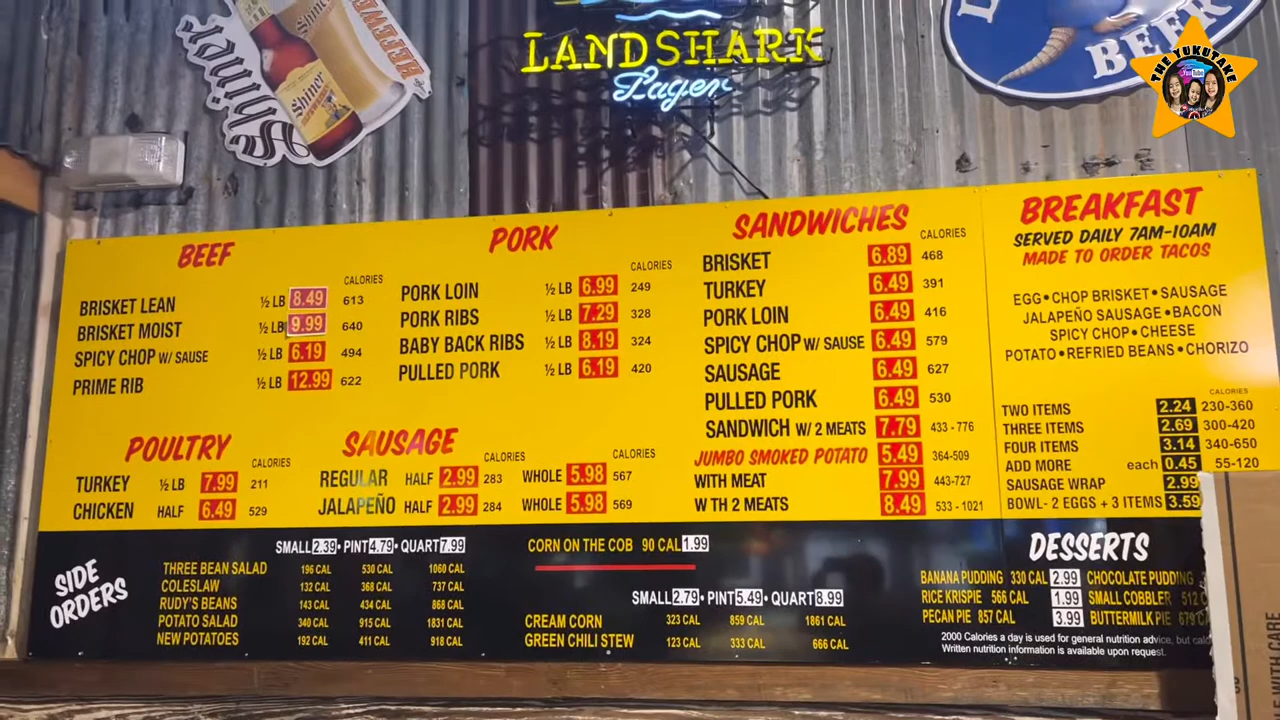 Shiner
HEFEWEIZEN
Shiner
LANDSHARK
Lager
BEER
THE YUKUTAKE
YouTube
BEEF
CALORIES
BRISKET LEAN ½ LB 8.49 613
BRISKET MOIST ½ LB 9.99 640
SPICY CHOP W/ SAUSE ½ LB 6.19 494
PRIME RIB ½ LB 12.99 622
PORK
CALORIES
PORK LOIN ½ LB 6.99 249
PORK RIBS ½ LB 7.29 328
BABY BACK RIBS ½ LB 8.19 324
PULLED PORK ½ LB 6.19 420
POULTRY
CALORIES
TURKEY ½ LB 7.99 211
CHICKEN HALF 6.49 529
SAUSAGE
CALORIES CALORIES
REGULAR HALF 2.99 283 WHOLE 5.98 567
JALAPEÑO HALF 2.99 284 WHOLE 5.98 569
SANDWICHES
CALORIES
BRISKET 6.89 468
TURKEY 6.49 391
PORK LOIN 6.49 416
SPICY CHOP W/ SAUSE 6.49 579
SAUSAGE 6.49 627
PULLED PORK 6.49 530
SANDWICH W/ 2 MEATS 7.79 433 - 776
JUMBO SMOKED POTATO 5.49 364-509
WITH MEAT 7.99 443-727
W TH 2 MEATS 8.49 533 - 1021
BREAKFAST
SERVED DAILY 7AM-10AM
MADE TO ORDER TACOS
EGG • CHOP BRISKET • SAUSAGE
JALAPEÑO SAUSAGE • BACON
SPICY CHOP • CHEESE
POTATO • REFRIED BEANS • CHORIZO
CALORIES
TWO ITEMS 2.24 230-360
THREE ITEMS 2.69 300-420
FOUR ITEMS 3.14 340-650
ADD MORE each 0.45 55-120
SAUSAGE WRAP 2.99
BOWL- 2 EGGS + 3 ITEMS 3.59
SIDE ORDERS
SMALL 2.39 • PINT 4.79 • QUART 7.99
THREE BEAN SALAD 196 CAL 530 CAL 1060 CAL
COLESLAW 132 CAL 368 CAL 737 CAL
RUDY'S BEANS 143 CAL 434 CAL 868 CAL
POTATO SALAD 340 CAL 915 CAL 1831 CAL
NEW POTATOES 192 CAL 411 CAL 918 CAL
CORN ON THE COB 90 CAL 1.99
SMALL 2.79 • PINT 5.49 • QUART 8.99
CREAM CORN 323 CAL 859 CAL 1861 CAL
GREEN CHILI STEW 123 CAL 333 CAL 666 CAL
DESSERTS
BANANA PUDDING 330 CAL 2.99 CHOCOLATE PUDDING
RICE KRISPIE 566 CAL 1.99 SMALL COBBLER 512 C
PECAN PIE 857 CAL 3.99 BUTTERMILK PIE 679 CA
2000 Calories a day is used for general nutrition advice, but cal
Written nutrition information is available upon request.
WITH CARE